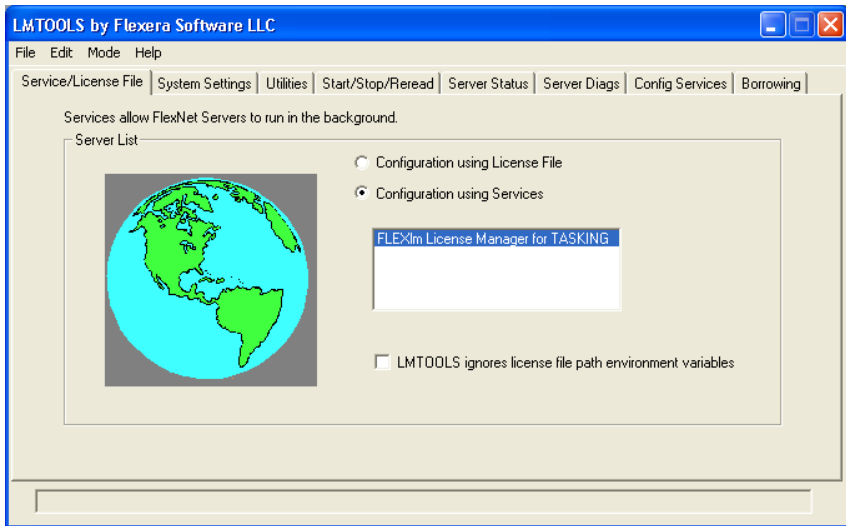 LMTOOLS by Flexera Software LLC
File Edit Mode Help
Service/License File System Settings Utilities Start/Stop/Reread Server Status Server Diags Config Services Borrowing
Services allow FlexNet Servers to run in the background.
Server List
Configuration using License File
Configuration using Services
FLEXlm License Manager for TASKING
LMTOOLS ignores license file path environment variables